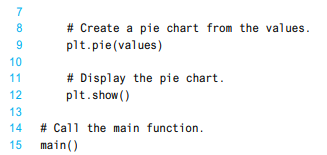 7
8 # Create a pie chart from the values.
9 plt.pie(values)
10
11 # Display the pie chart.
12 plt.show()
13
14 # Call the main function.
15 main()